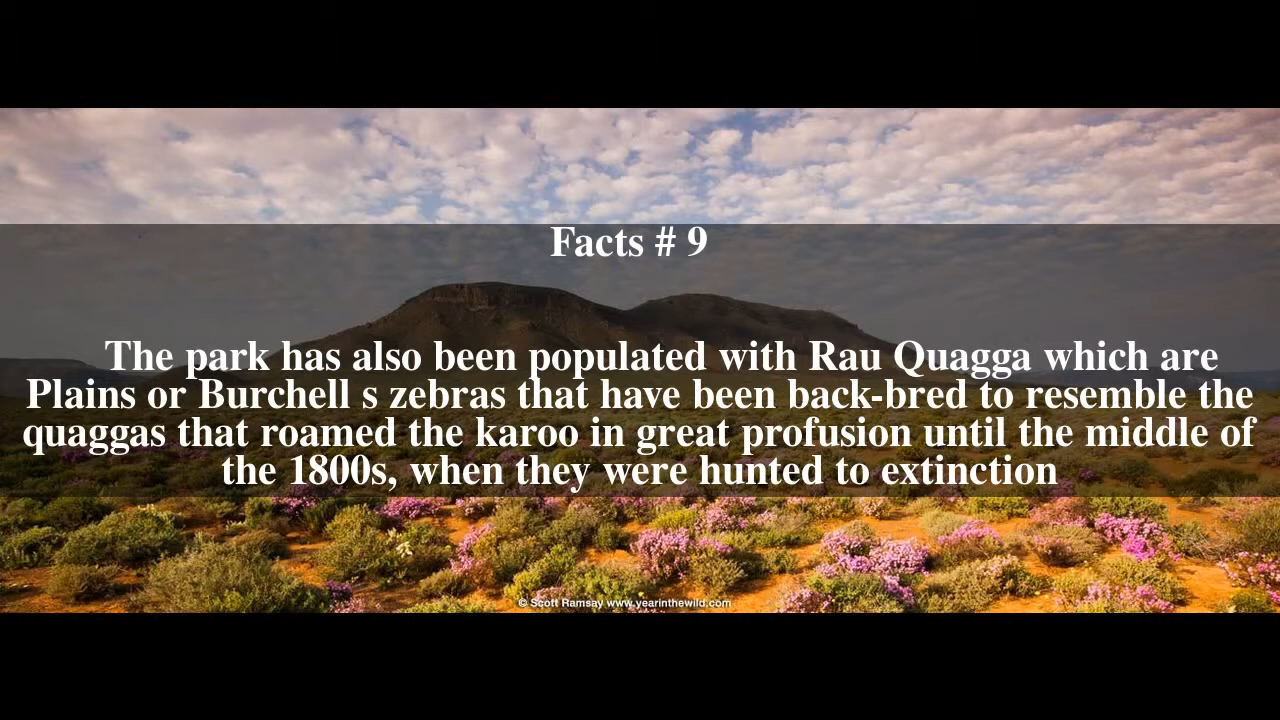 Facts # 9
The park has also been populated with Rau Quagga which are
Plains or Burchell s zebras that have been back-bred to resemble the
quaggas that roamed the karoo in great profusion until the middle of
the 1800s, when they were hunted to extinction
© Scott Ramsay www.yearinthewild.com